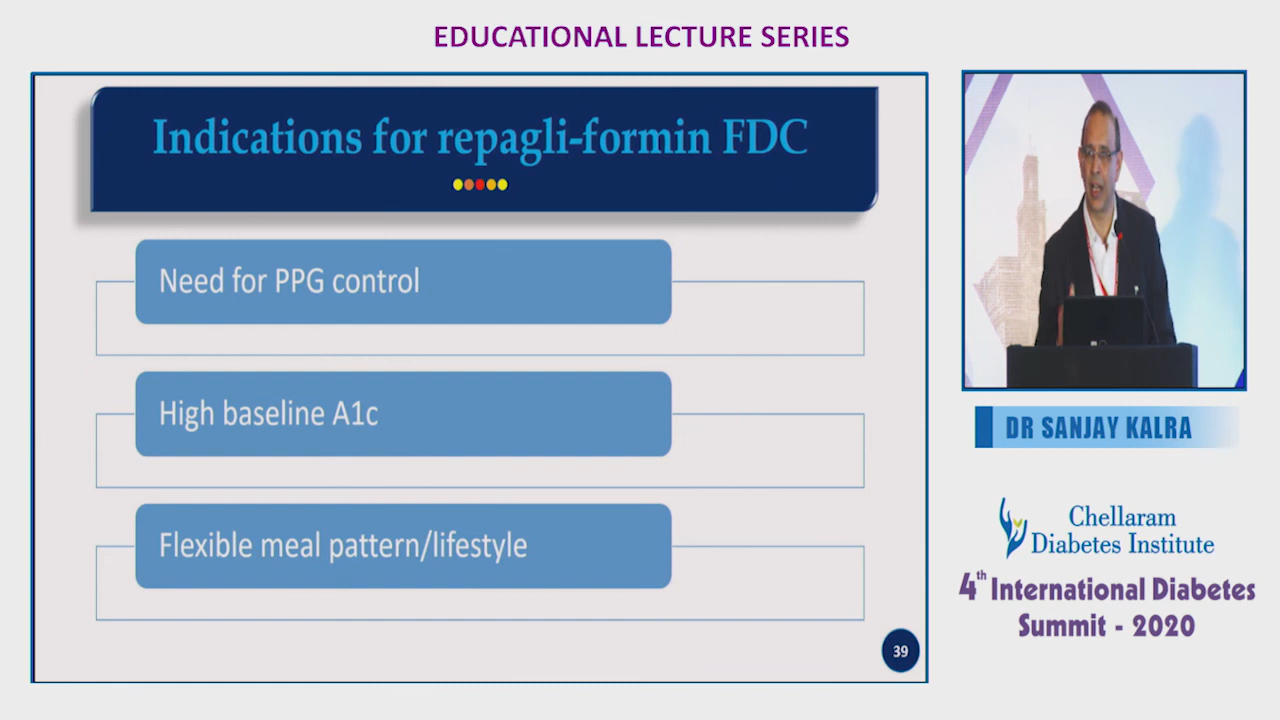 EDUCATIONAL LECTURE SERIES
Indications for repagli-formin FDC
Need for PPG control
High baseline A1c
Flexible meal pattern/lifestyle
39
DR SANJAY KALRA
Chellaram
Diabetes Institute
4th International Diabetes
Summit - 2020